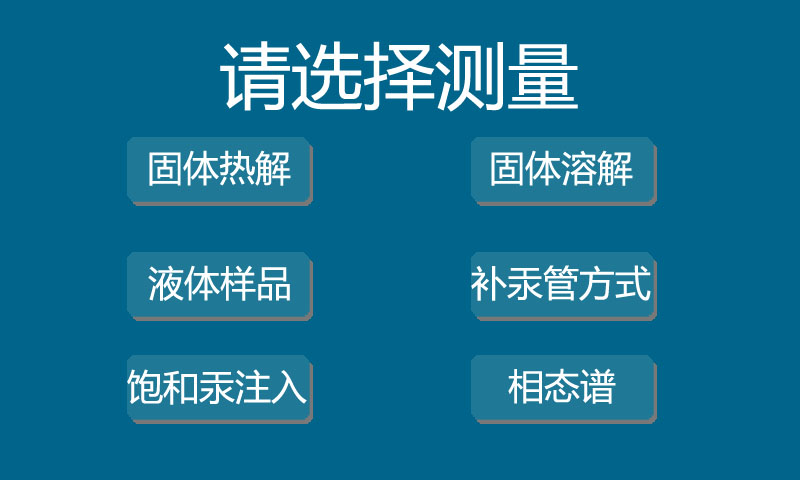 请选择测量
固体热解
固体溶解
液体样品
补汞管方式
饱和汞注入
相态谱